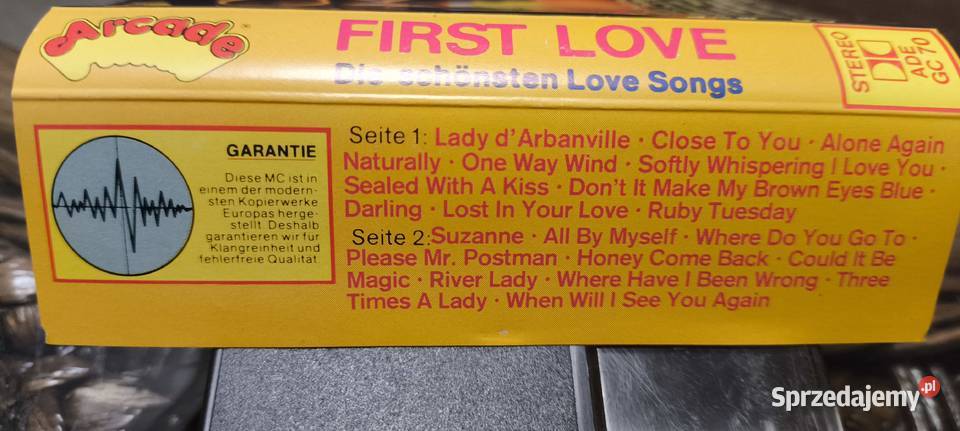 Arcade
FIRST LOVE
Die schönsten Love Songs
STEREO
ADE
GC 70
GARANTIE
Diese MC ist in
einem der modern-
sten Kopierwerke
Europas herge-
stellt. Deshalb
garantieren wir für
Klangreinheit und
fehlerfreie Qualität.
Seite 1: Lady d'Arbanville · Close To You · Alone Again
Naturally · One Way Wind · Softly Whispering I Love You ·
Sealed With A Kiss · Don't It Make My Brown Eyes Blue ·
Darling · Lost In Your Love · Ruby Tuesday
Seite 2: Suzanne · All By Myself · Where Do You Go To ·
Please Mr. Postman · Honey Come Back · Could It Be
Magic · River Lady · Where Have I Been Wrong · Three
Times A Lady · When Will I See You Again
Sprzedajemy.pl